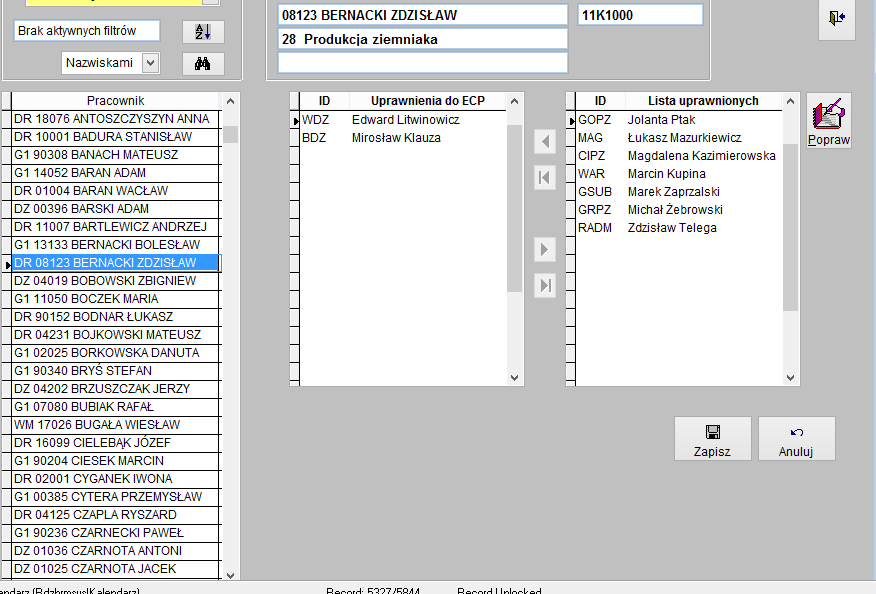 Brak aktywnych filtrów
Nazwiskami
08123 BERNACKI ZDZISŁAW
11K1000
28 Produkcja ziemniaka
Pracownik
DR 18076 ANTOSZCZYSZYN ANNA
DR 10001 BADURA STANISŁAW
G1 90308 BANACH MATEUSZ
G1 14052 BARAN ADAM
DR 01004 BARAN WACŁAW
DZ 00396 BARSKI ADAM
DR 11007 BARTLEWICZ ANDRZEJ
G1 13133 BERNACKI BOLESŁAW
DR 08123 BERNACKI ZDZISŁAW
DZ 04019 BOBOWSKI ZBIGNIEW
G1 11050 BOCZEK MARIA
DR 90152 BODNAR ŁUKASZ
DR 04231 BOJKOWSKI MATEUSZ
G1 02025 BORKOWSKA DANUTA
G1 90340 BRYŚ STEFAN
DZ 04202 BRZUSZCZAK JERZY
G1 07080 BUBIAK RAFAŁ
WM 17026 BUGAŁA WIESŁAW
DR 16099 CIELEBĄK JÓZEF
G1 90204 CIESEK MARCIN
DR 02001 CYGANEK IWONA
G1 00385 CYTERA PRZEMYSŁAW
DR 04125 CZAPLA RYSZARD
G1 90236 CZARNECKI PAWEŁ
DZ 01036 CZARNOTA ANTONI
DZ 01025 CZARNOTA JACEK
ID Uprawnienia do ECP
WDZ Edward Litwinowicz
BDZ Mirosław Klauza
ID Lista uprawnionych
GOPZ Jolanta Ptak
MAG Łukasz Mazurkiewicz
CIPZ Magdalena Kazimierowska
WAR Marcin Kupina
GSUB Marek Zaprzalski
GRPZ Michał Żebrowski
RADM Zdzisław Telega
Popraw
Zapisz
Anuluj
Record: 5327/5844 Record Unlocked